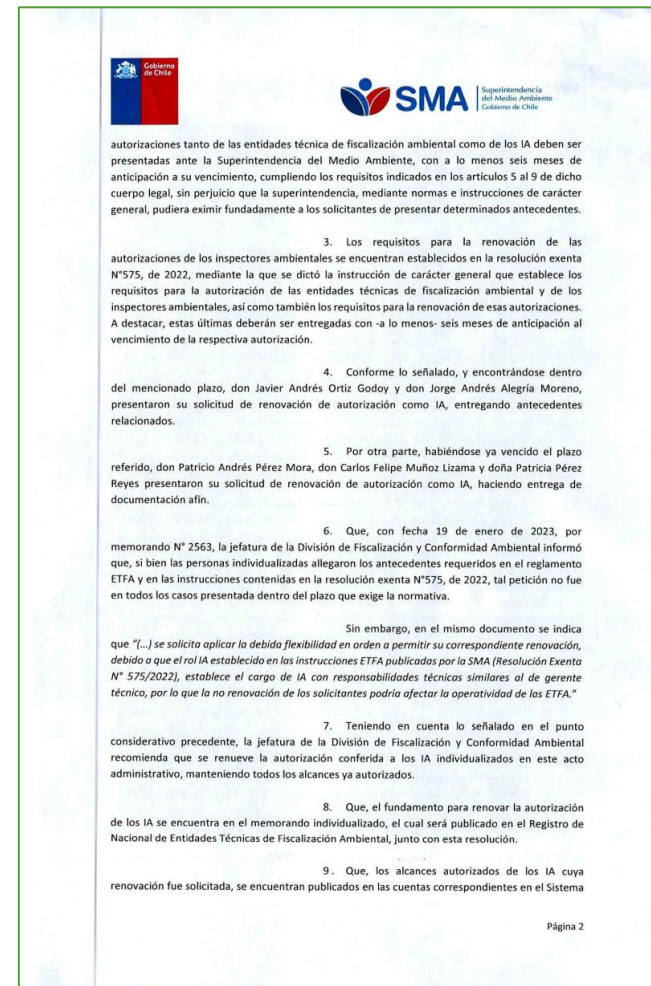 Gobierno
de Chile
SMA
Superintendencia
del Medio Ambiente
Gobierno de Chile
autorizaciones tanto de las entidades técnica de fiscalización ambiental como de los IA deben ser
presentadas ante la Superintendencia del Medio Ambiente, con a lo menos seis meses de
anticipación a su vencimiento, cumpliendo los requisitos indicados en los artículos 5 al 9 de dicho
cuerpo legal, sin perjuicio que la superintendencia, mediante normas e instrucciones de carácter
general, pudiera eximir fundadamente a los solicitantes de presentar determinados antecedentes.
3. Los requisitos para la renovación de las
autorizaciones de los inspectores ambientales se encuentran establecidos en la resolución exenta
N°575, de 2022, mediante la que se dictó la instrucción de carácter general que establece los
requisitos para la autorización de las entidades técnicas de fiscalización ambiental y de los
inspectores ambientales, así como también los requisitos para la renovación de esas autorizaciones.
A destacar, estas últimas deberán ser entregadas con -a lo menos- seis meses de anticipación al
vencimiento de la respectiva autorización.
4. Conforme lo señalado, y encontrándose dentro
del mencionado plazo, don Javier Andrés Ortiz Godoy y don Jorge Andrés Alegría Moreno,
presentaron su solicitud de renovación de autorización como IA, entregando antecedentes
relacionados.
5. Por otra parte, habiéndose ya vencido el plazo
referido, don Patricio Andrés Pérez Mora, don Carlos Felipe Muñoz Lizama y doña Patricia Pérez
Reyes presentaron su solicitud de renovación de autorización como IA, haciendo entrega de
documentación afín.
6. Que, con fecha 19 de enero de 2023, por
memorando N° 2563, la jefatura de la División de Fiscalización y Conformidad Ambiental informó
que, si bien las personas individualizadas allegaron los antecedentes requeridos en el reglamento
ETFA y en las instrucciones contenidas en la resolución exenta N°575, de 2022, tal petición no fue
en todos los casos presentada dentro del plazo que exige la normativa.
Sin embargo, en el mismo documento se indica
que "(...) se solicita aplicar la debida flexibilidad en orden a permitir su correspondiente renovación,
debido a que el rol IA establecido en las instrucciones ETFA publicadas por la SMA (Resolución Exenta
N° 575/2022), establece el cargo de IA con responsabilidades técnicas similares al de gerente
técnico, por lo que la no renovación de los solicitantes podría afectar la operatividad de las ETFA."
7. Teniendo en cuenta lo señalado en el punto
considerativo precedente, la jefatura de la División de Fiscalización y Conformidad Ambiental
recomienda que se renueve la autorización conferida a los IA individualizados en este acto
administrativo, manteniendo todos los alcances ya autorizados.
8. Que, el fundamento para renovar la autorización
de los IA se encuentra en el memorando individualizado, el cual será publicado en el Registro de
Nacional de Entidades Técnicas de Fiscalización Ambiental, junto con esta resolución.
9. Que, los alcances autorizados de los IA cuya
renovación fue solicitada, se encuentran publicados en las cuentas correspondientes en el Sistema
Página 2